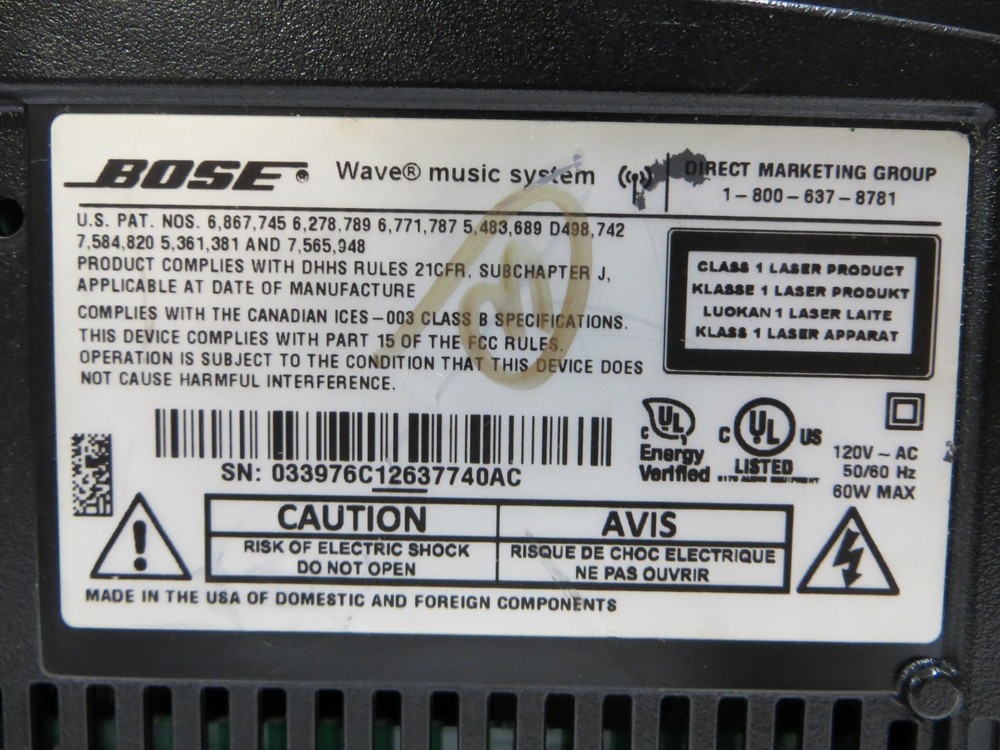 BOSE® Wave® music system
DIRECT MARKETING GROUP
1-800-637-8781
U.S. PAT. NOS. 6,867,745 6,278,789 6,771,787 5,483,689 D498,742
7,584,820 5,361,381 AND 7,565,948
PRODUCT COMPLIES WITH DHHS RULES 21CFR, SUBCHAPTER J,
APPLICABLE AT DATE OF MANUFACTURE
COMPLIES WITH THE CANADIAN ICES-003 CLASS B SPECIFICATIONS.
THIS DEVICE COMPLIES WITH PART 15 OF THE FCC RULES.
OPERATION IS SUBJECT TO THE CONDITION THAT THIS DEVICE DOES
NOT CAUSE HARMFUL INTERFERENCE.
CLASS 1 LASER PRODUCT
KLASSE 1 LASER PRODUKT
LUOKAN 1 LASER LAITE
KLASS 1 LASER APPARAT
SN: 033976C12637740AC
C UL
Energy
Verified
C UL US
LISTED
9170 AUDIO EQUIPMENT
120V ~ AC
50/60 Hz
60W MAX
CAUTION
RISK OF ELECTRIC SHOCK
DO NOT OPEN
AVIS
RISQUE DE CHOC ELECTRIQUE
NE PAS OUVRIR
MADE IN THE USA OF DOMESTIC AND FOREIGN COMPONENTS